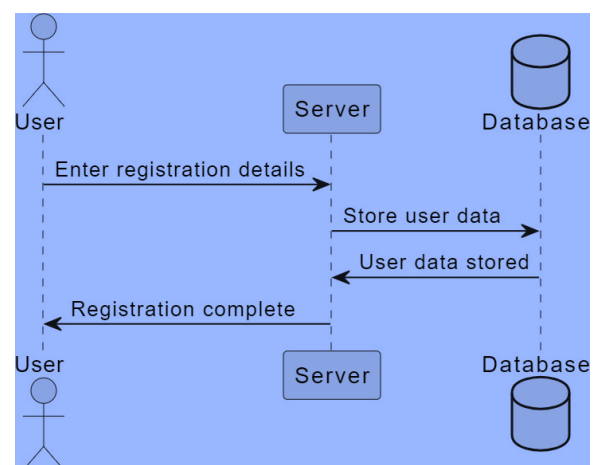 User
Server
Database
Enter registration details
Store user data
User data stored
Registration complete
User
Server
Database